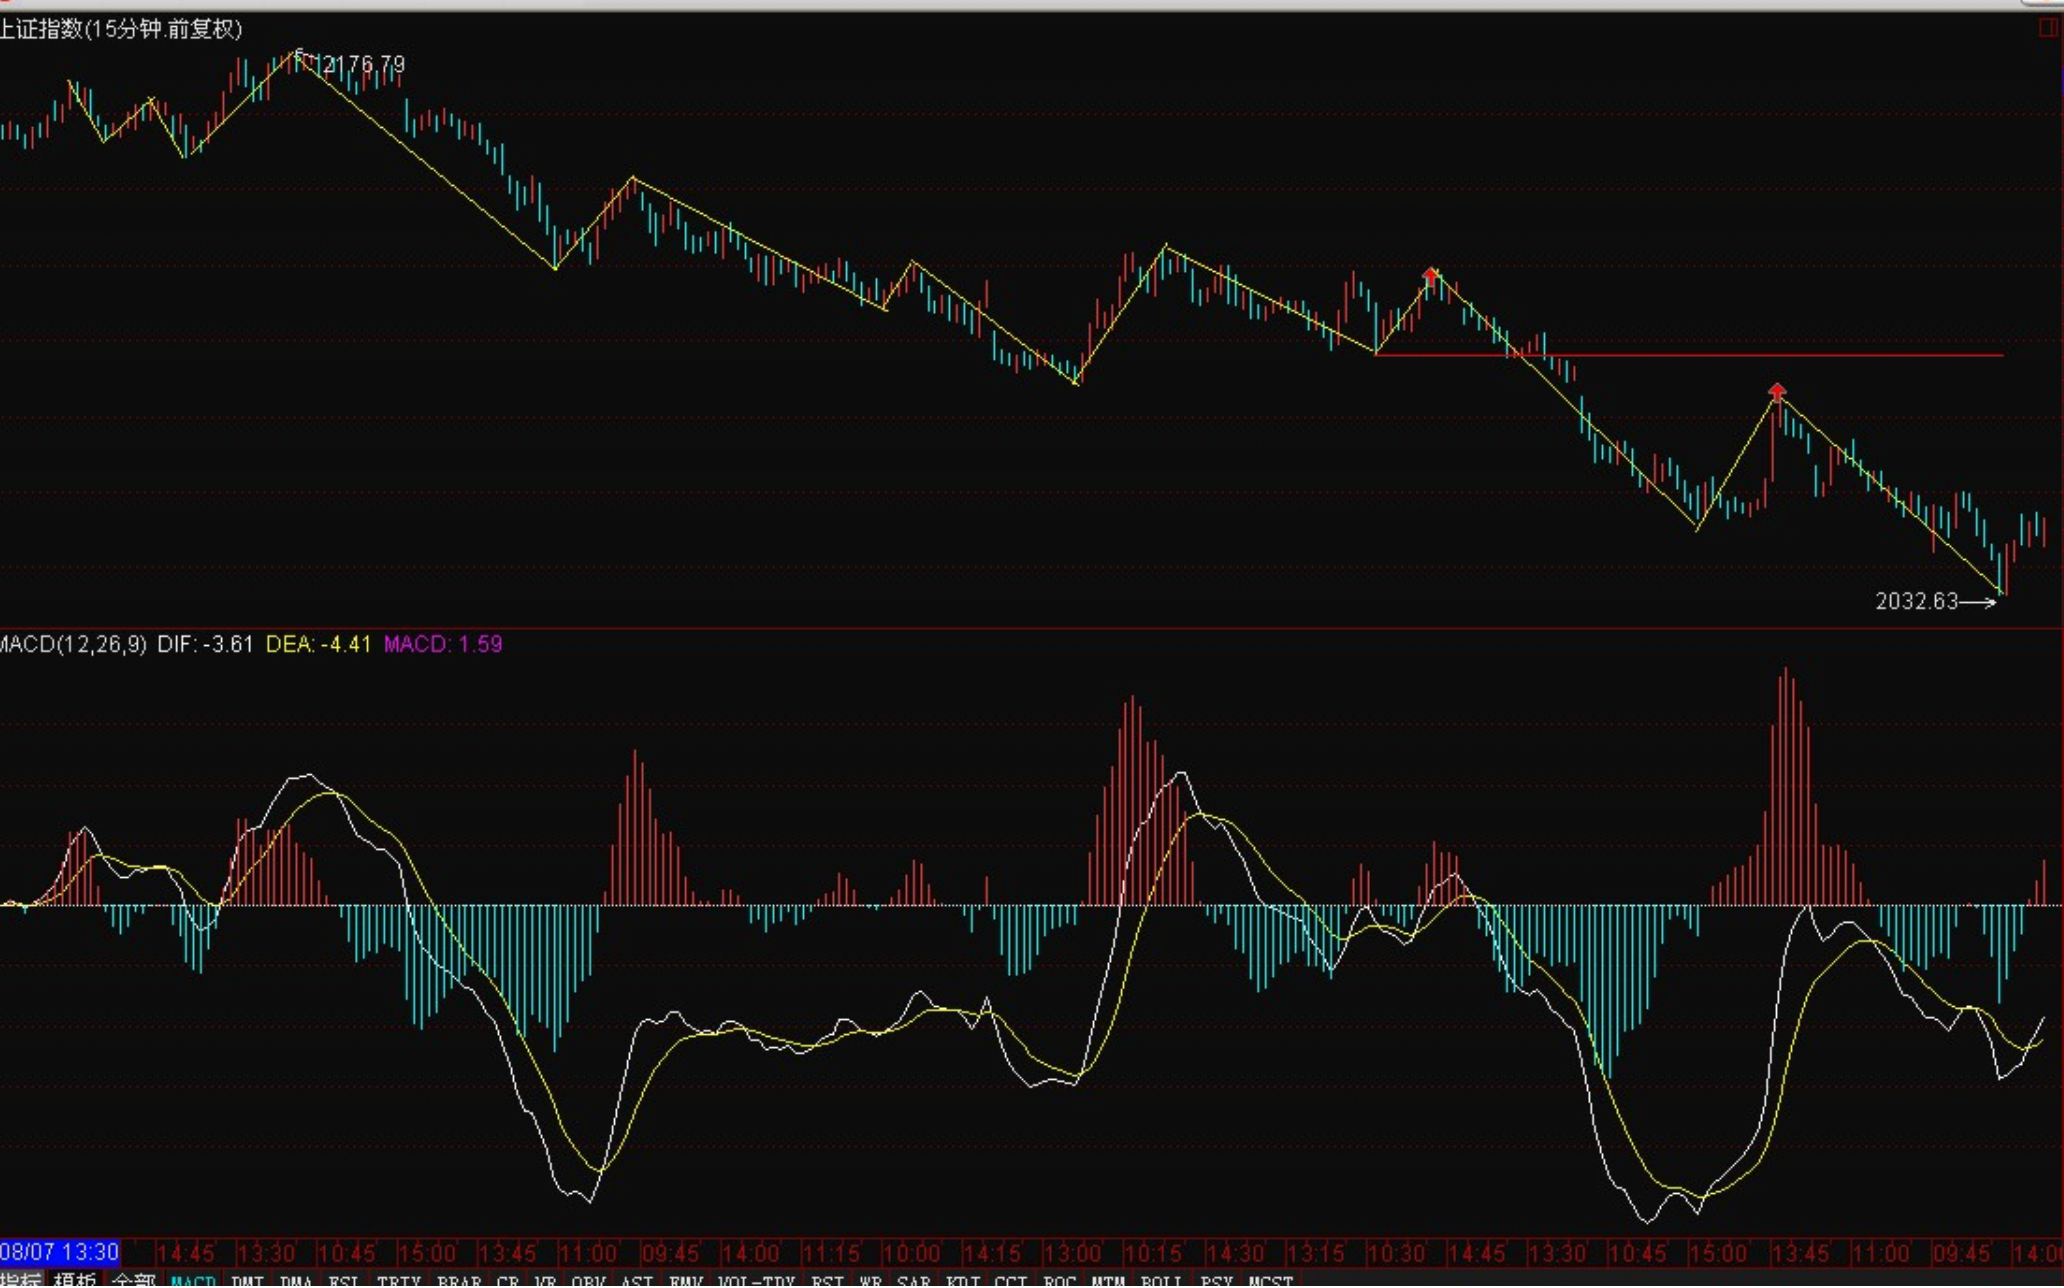 上证指数(15分钟.前复权)
2176.79
2032.63
MACD(12,26,9) DIF: -3.61 DEA: -4.41 MACD: 1.59
08/07 13:30 14:45 13:30 10:45 15:00 13:45 11:00 09:45 14:00 11:15 10:00 14:15 13:00 10:15 14:30 13:15 10:30 14:45 13:30 10:45 15:00 13:45 11:00 09:45 14:00
指标 模板 全部 MACD DMI DMA FSL TRIX BRAR CR VR OBV ASI EMV VOL-TDX RSI WR SAR KDJ CCI ROC MTM BOLL PSY MCST